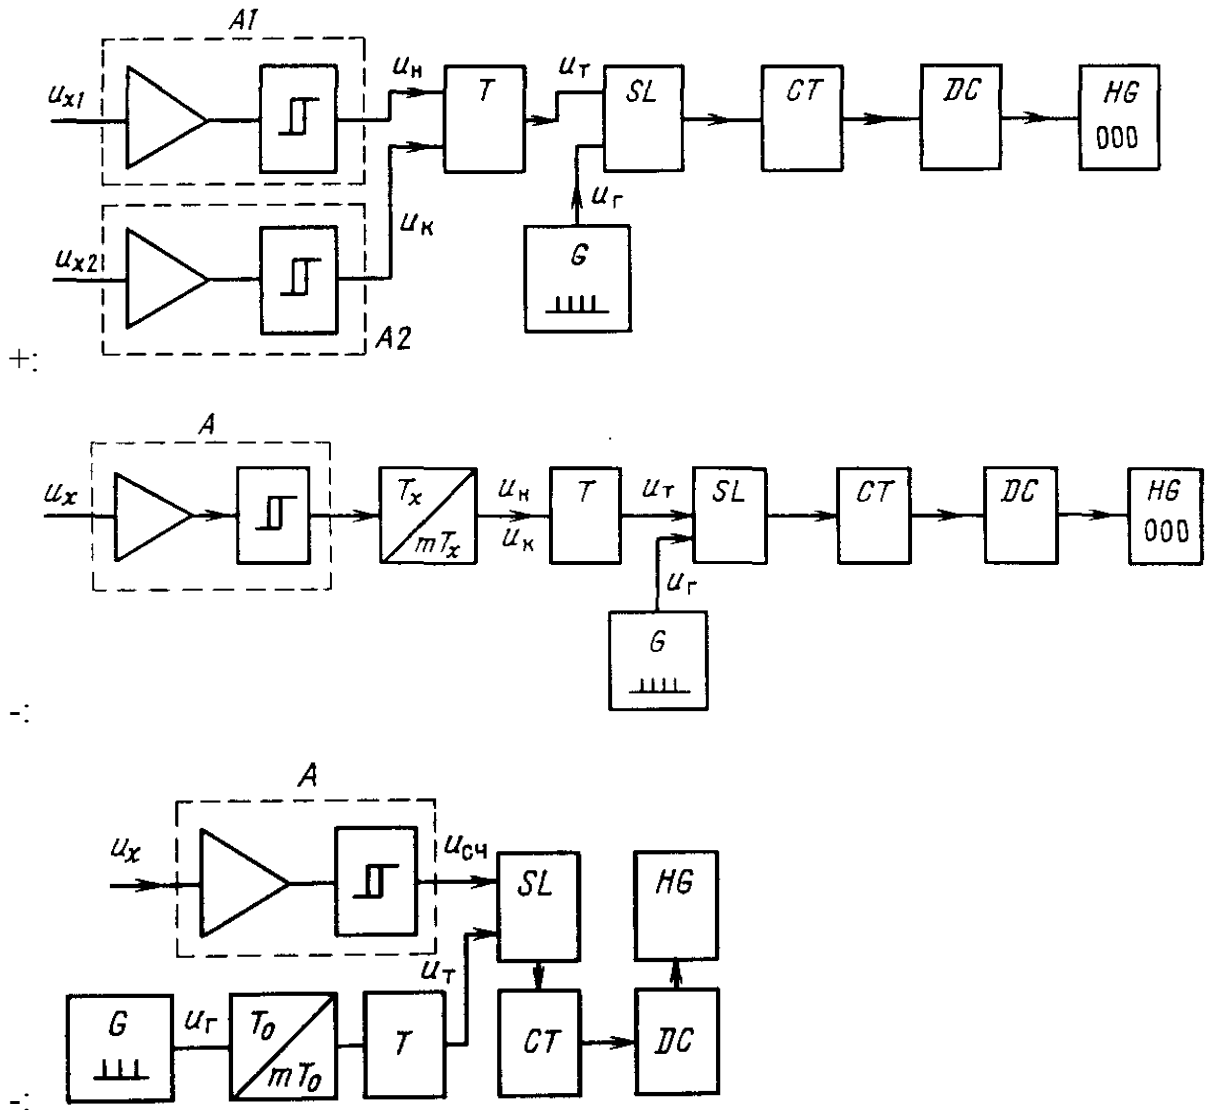 A1
u_x1
u_н
T
u_т
SL
CT
DC
HG
000
u_x2
u_к
u_г
G
A2
+:
A
u_x
T_x
mT_x
u_н
u_к
T
u_т
SL
CT
DC
HG
000
u_г
G
-:
A
u_x
u_сч
SL
HG
u_т
G
u_г
T_0
mT_0
T
CT
DC
-: